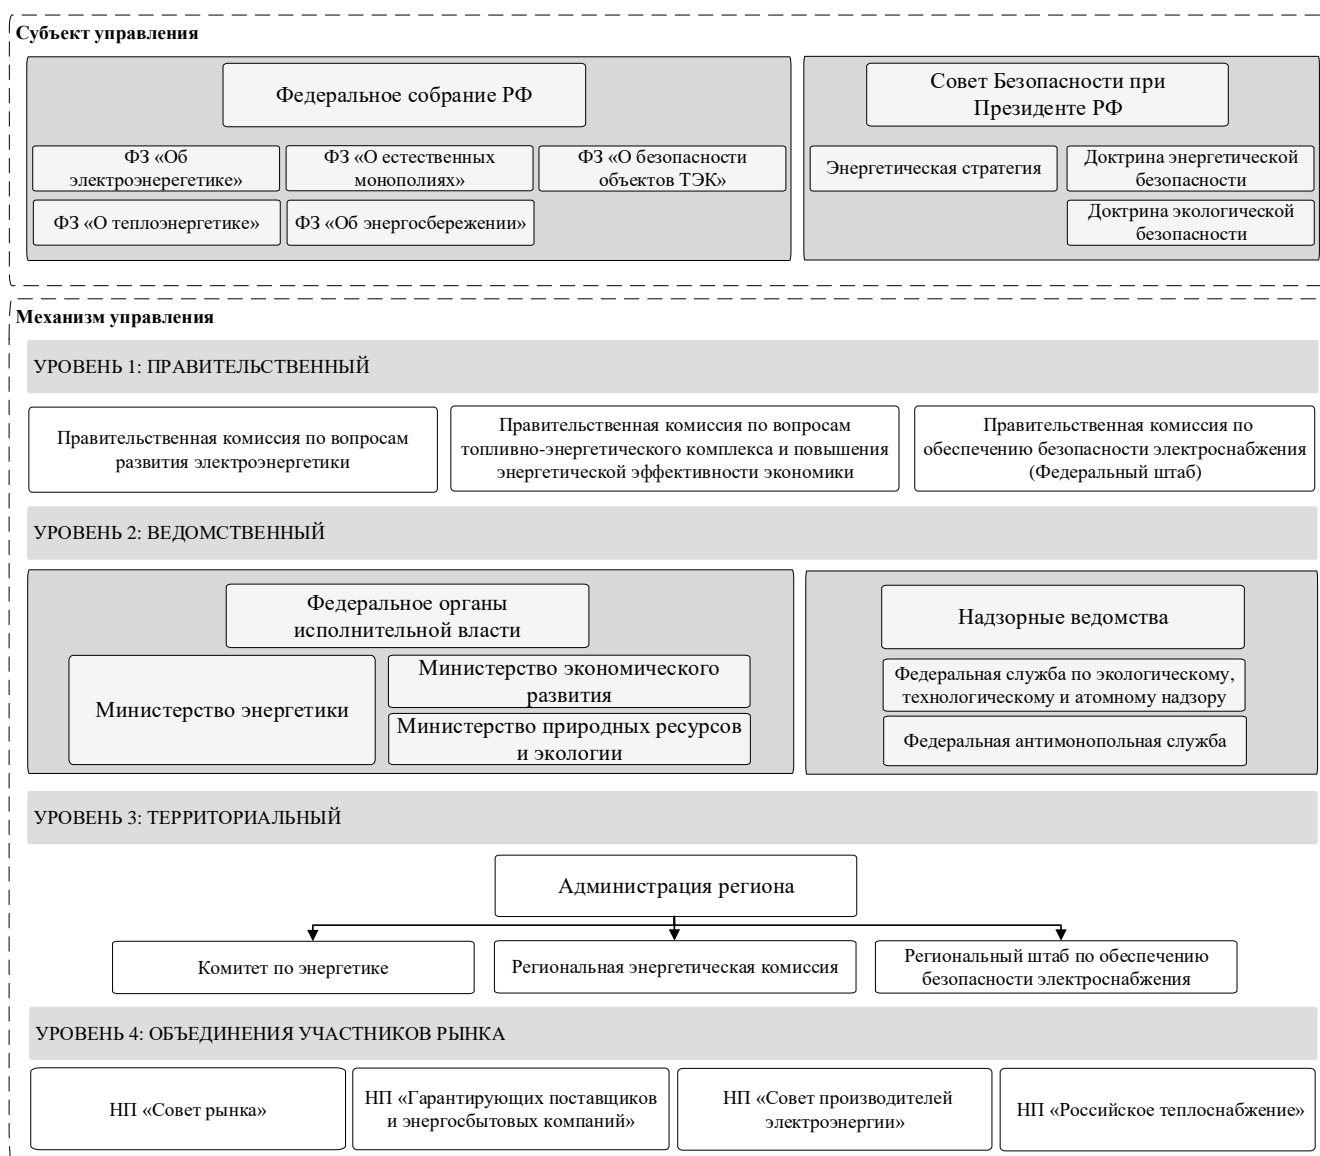 Субъект управления
Федеральное собрание РФ
ФЗ «Об
электроэнерегетике»
ФЗ «О естественных
монополиях»
ФЗ «О безопасности
объектов ТЭК»
ФЗ «О теплоэнергетике»
ФЗ «Об энергосбережении»
Совет Безопасности при
Президенте РФ
Энергетическая стратегия
Доктрина энергетической
безопасности
Доктрина экологической
безопасности
Механизм управления
УРОВЕНЬ 1: ПРАВИТЕЛЬСТВЕННЫЙ
Правительственная комиссия по вопросам
развития электроэнергетики
Правительственная комиссия по вопросам
топливно-энергетического комплекса и повышения
энергетической эффективности экономики
Правительственная комиссия по
обеспечению безопасности электроснабжения
(Федеральный штаб)
УРОВЕНЬ 2: ВЕДОМСТВЕННЫЙ
Федеральное органы
исполнительной власти
Министерство энергетики
Министерство экономического
развития
Министерство природных ресурсов
и экологии
Надзорные ведомства
Федеральная служба по экологическому,
технологическому и атомному надзору
Федеральная антимонопольная служба
УРОВЕНЬ 3: ТЕРРИТОРИАЛЬНЫЙ
Администрация региона
Комитет по энергетике
Региональная энергетическая комиссия
Региональный штаб по обеспечению
безопасности электроснабжения
УРОВЕНЬ 4: ОБЪЕДИНЕНИЯ УЧАСТНИКОВ РЫНКА
НП «Совет рынка»
НП «Гарантирующих поставщиков
и энергосбытовых компаний»
НП «Совет производителей
электроэнергии»
НП «Российское теплоснабжение»